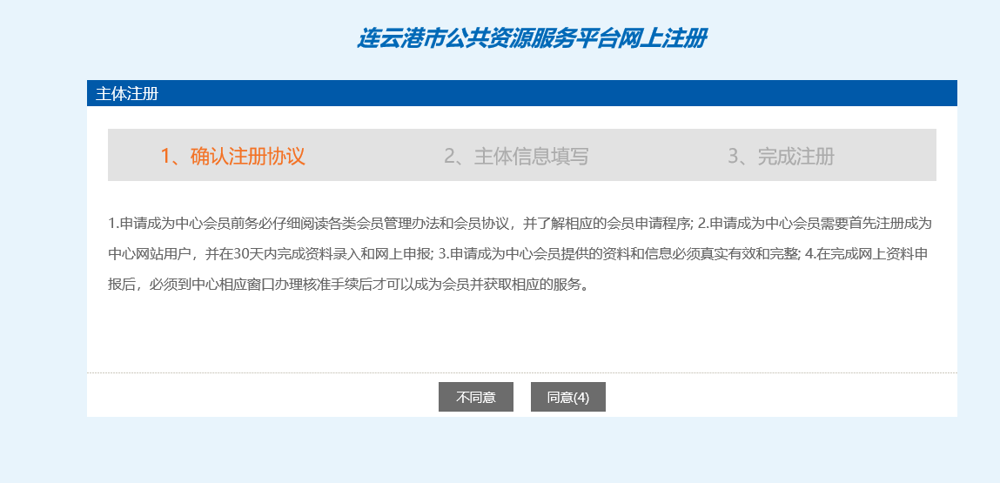 连云港市公共资源服务平台网上注册
主体注册
1、确认注册协议 2、主体信息填写 3、完成注册
1.申请成为中心会员前务必仔细阅读各类会员管理办法和会员协议，并了解相应的会员申请程序; 2.申请成为中心会员需要首先注册成为
中心网站用户，并在30天内完成资料录入和网上申报; 3.申请成为中心会员提供的资料和信息必须真实有效和完整; 4.在完成网上资料申
报后，必须到中心相应窗口办理核准手续后才可以成为会员并获取相应的服务。
不同意 同意(4)